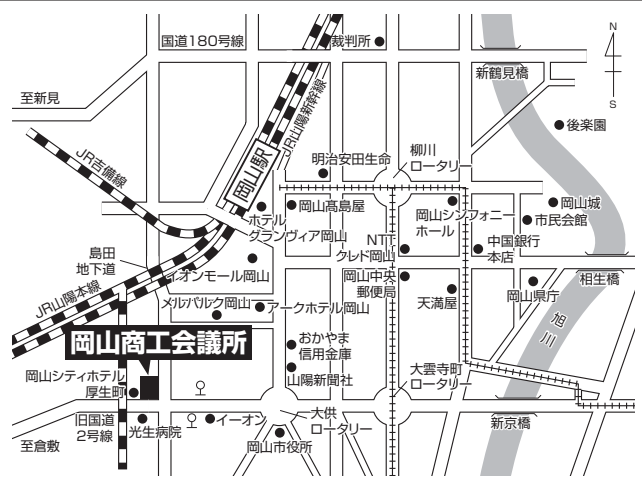 国道180号線
裁判所
N
S
至新見
新鶴見橋
後楽園
JR山陽新幹線
JR吉備線
岡山駅
明治安田生命
柳川
ロータリー
岡山髙島屋
ホテル
グランヴィア岡山
岡山シンフォニー
ホール
岡山城
市民会館
NTT
クレド岡山
中国銀行
本店
島田
地下道
イオンモール岡山
岡山中央
郵便局
天満屋
岡山県庁
相生橋
JR山陽本線
メルパルク岡山
アークホテル岡山
旭川
岡山商工会議所
おかやま
信用金庫
山陽新聞社
岡山シティホテル
厚生町
大雲寺町
ロータリー
旧国道
2号線
光生病院
イーオン
大供
ロータリー
岡山市役所
新京橋
至倉敷